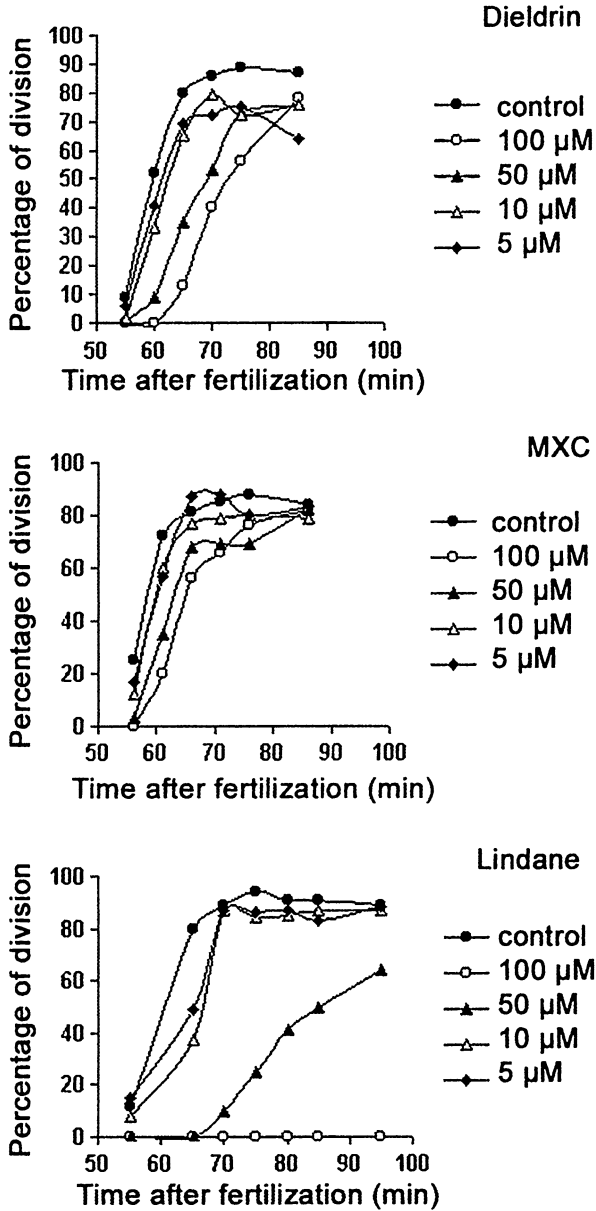 Dieldrin
Percentage of division
100
90
80
70
60
50
40
30
20
10
0
50 60 70 80 90 100
Time after fertilization (min)
control
100 µM
50 µM
10 µM
5 µM
MXC
Percentage of division
100
80
60
40
20
0
50 60 70 80 90 100
Time after fertilization (min)
control
100 µM
50 µM
10 µM
5 µM
Lindane
Percentage of division
100
80
60
40
20
0
50 60 70 80 90 100
Time after fertilization (min)
control
100 µM
50 µM
10 µM
5 µM